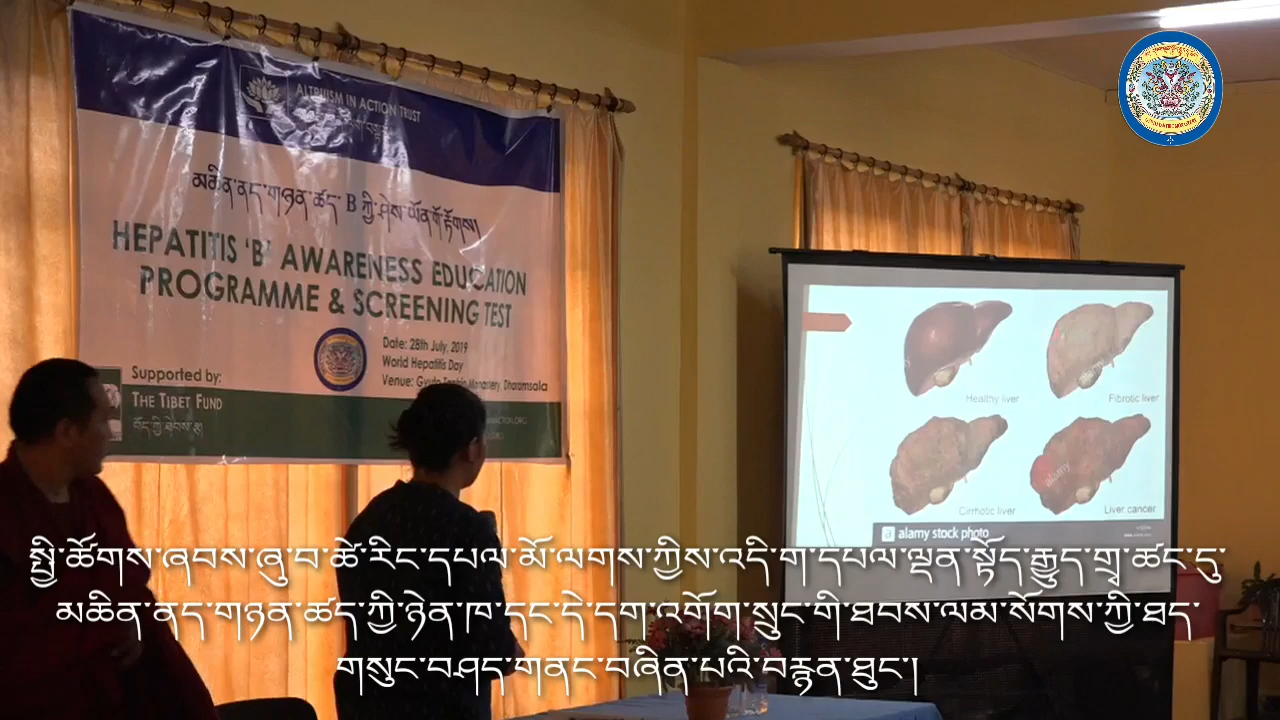 ALTRUISM IN ACTION TRUST
མཆིན་ནད་གཉན་ཚད་ B ཀྱི་ཤེས་ཡོན་གོ་རྟོགས།
HEPATITIS 'B' AWARENESS EDUCATION
PROGRAMME & SCREENING TEST
Date: 28th July, 2019
World Hepatitis Day
Venue: Gyuto Tantric Monastery, Dharamsala
Supported by:
THE TIBET FUND
བོད་ཀྱི་ཐེབས་རྩ།
Healthy liver
Fibrotic liver
Cirrhotic liver
Liver cancer
alamy
a alamy stock photo
སྤྱི་ཚོགས་ཞབས་ཞུ་བ་ཚེ་རིང་དཔལ་མོ་ལགས་ཀྱིས་འདི་ག་དཔལ་ལྡན་སྟོད་རྒྱུད་གྲྭ་ཚང་དུ་
མཆིན་ནད་གཉན་ཚད་ཀྱི་ཉེན་ཁ་དང་དེ་དག་འགོག་སྲུང་གི་ཐབས་ལམ་སོགས་ཀྱི་ཐད་
གསུང་བཤད་གནང་བཞིན་པའི་བརྙན་ཐུང་།